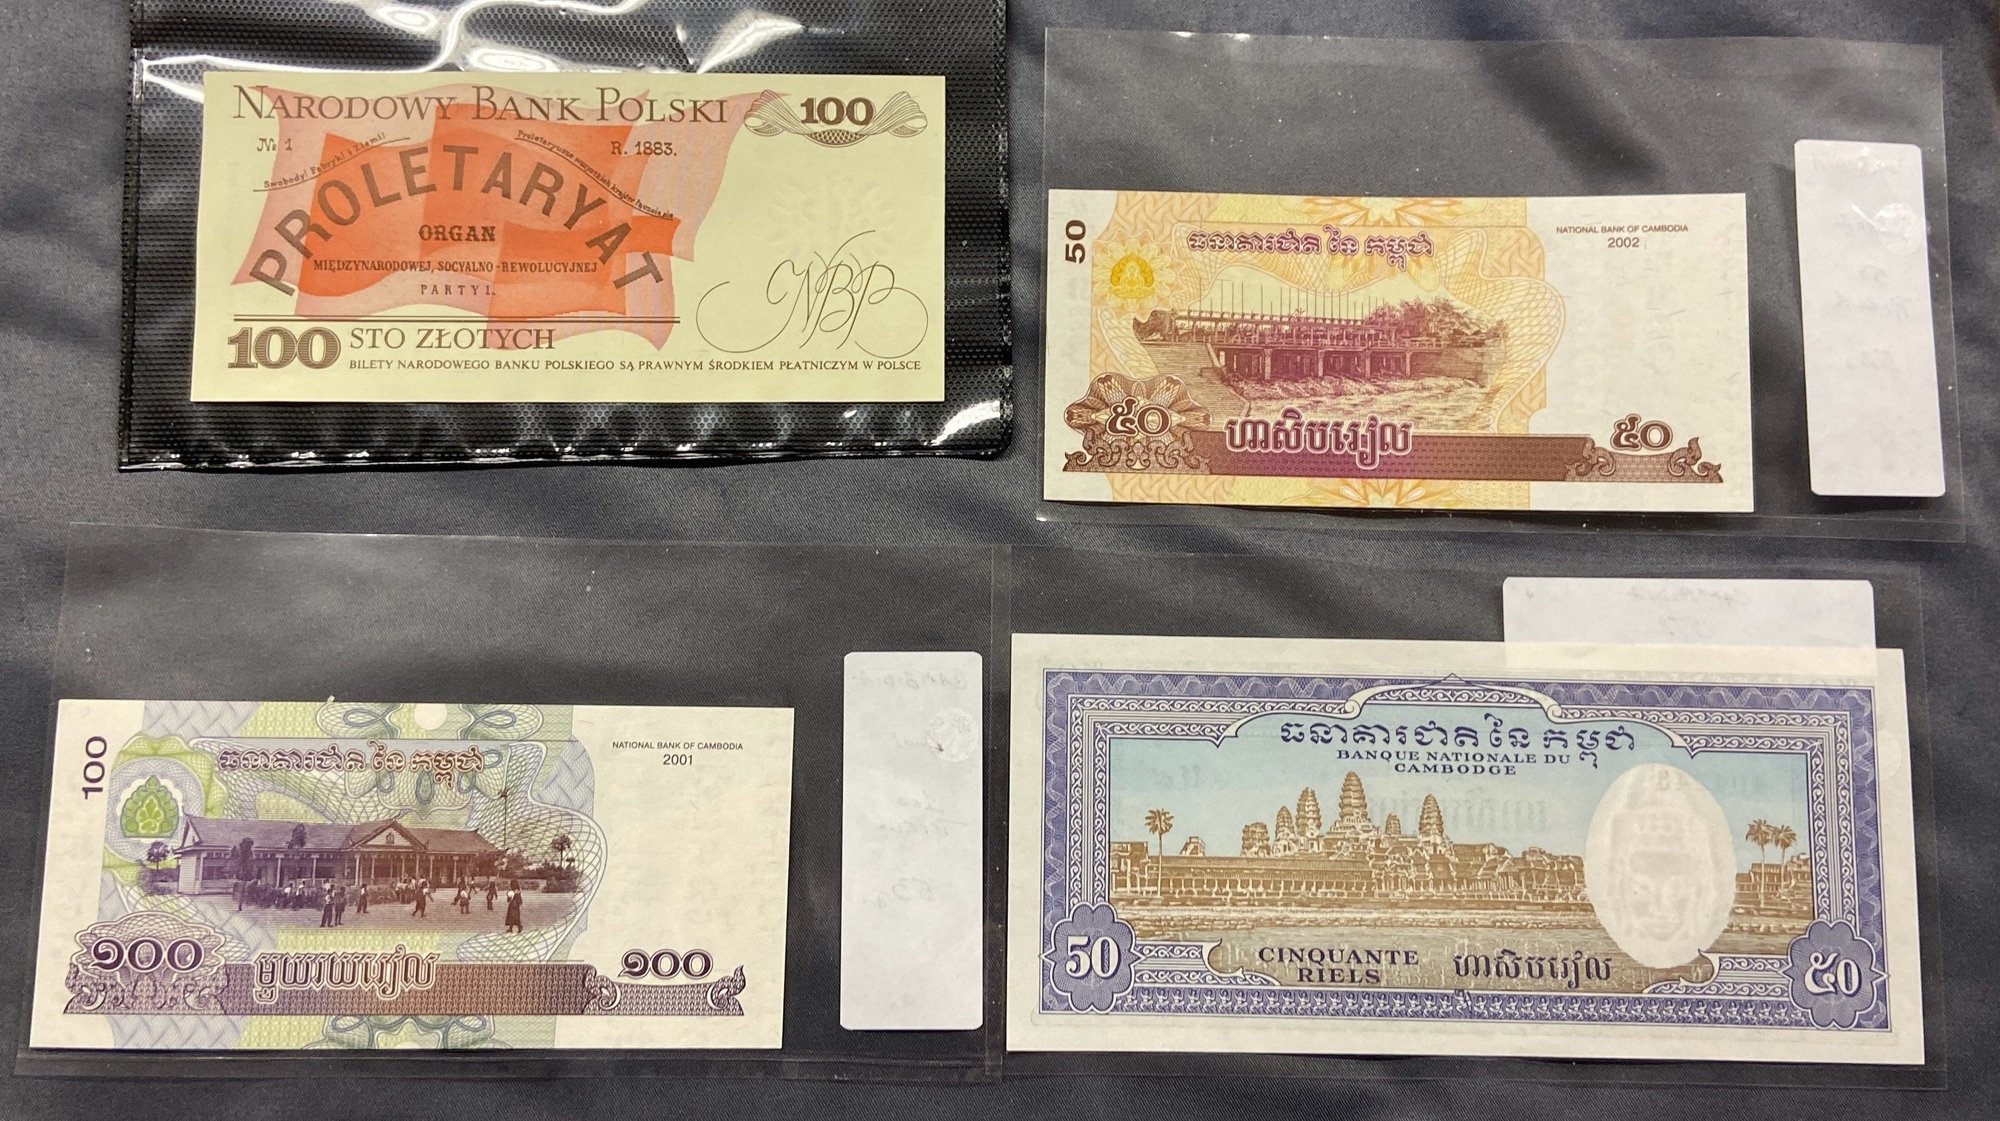 NARODOWY BANK POLSKI
100
№ 1
Swobody! Fabryki i Ziemi!
Proletaryusze wszystkich krajów łączcie się
R. 1883.
PROLETARYAT
ORGAN
MIĘDZYNARODOWEJ, SOCYALNO-REWOLUCYJNEJ
PARTYI.
NBP
100 STO ZŁOTYCH
BILETY NARODOWEGO BANKU POLSKIEGO SĄ PRAWNYM ŚRODKIEM PŁATNICZYM W POLSCE
50
ធនាគារជាតិ នៃ កម្ពុជា
NATIONAL BANK OF CAMBODIA
2002
៥០
ហាសិបរៀល
៥០
100
ធនាគារជាតិ នៃ កម្ពុជា
NATIONAL BANK OF CAMBODIA
2001
១០០
មួយរយរៀល
១០០
ធនាគារជាតិ នៃ កម្ពុជា
BANQUE NATIONALE DU
CAMBODGE
50
CINQUANTE
RIELS
ហាសិបរៀល
៥០